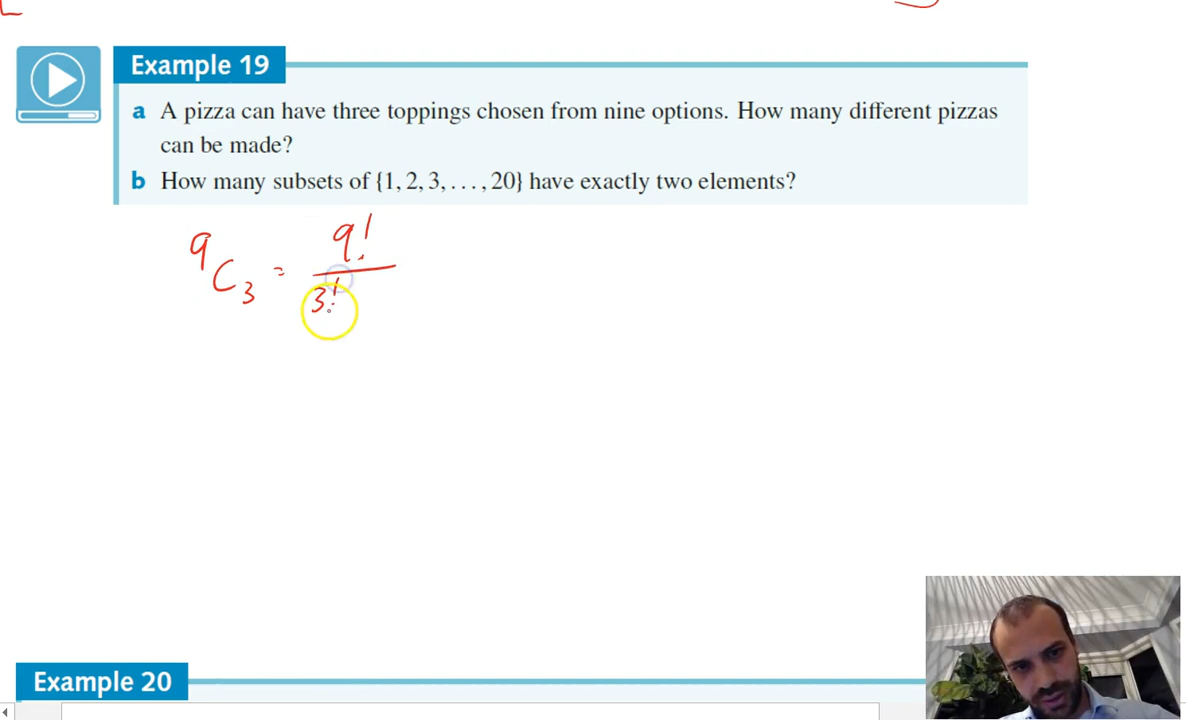 Example 19
a A pizza can have three toppings chosen from nine options. How many different pizzas
can be made?
b How many subsets of {1, 2, 3, . . . , 20} have exactly two elements?
9C3 = 9!
3!
Example 20